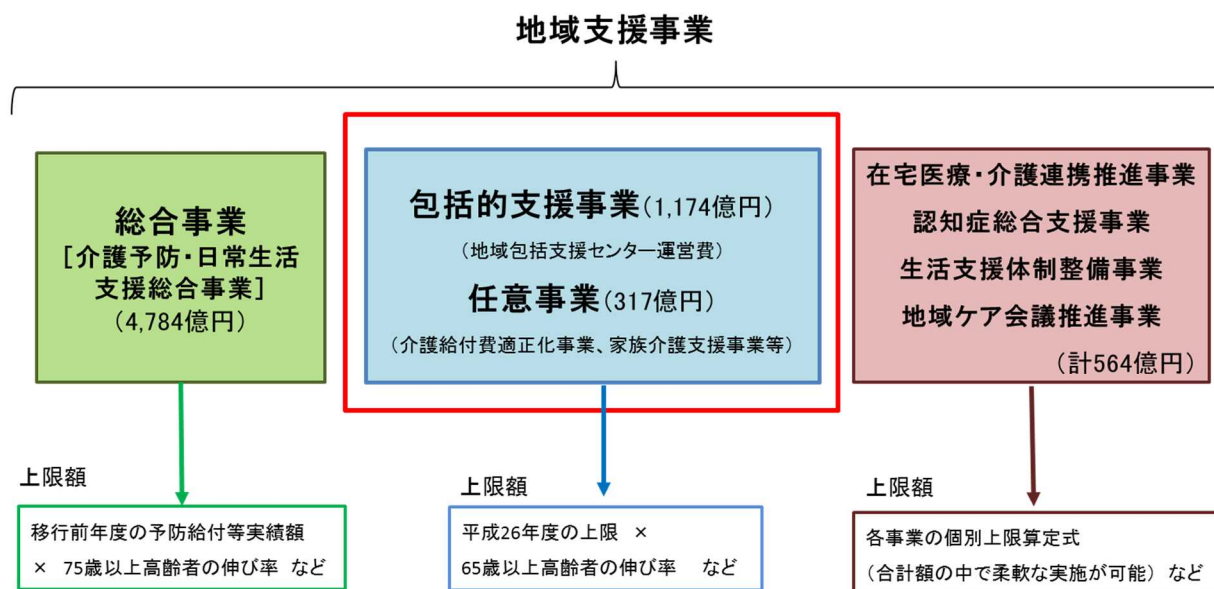 地域支援事業
総合事業
[介護予防・日常生活
支援総合事業]
(4,784億円)
包括的支援事業(1,174億円)
(地域包括支援センター運営費)
任意事業(317億円)
(介護給付費適正化事業、家族介護支援事業等)
在宅医療・介護連携推進事業
認知症総合支援事業
生活支援体制整備事業
地域ケア会議推進事業
(計564億円)
上限額
移行前年度の予防給付等実績額
× 75歳以上高齢者の伸び率 など
上限額
平成26年度の上限 ×
65歳以上高齢者の伸び率 など
上限額
各事業の個別上限算定式
(合計額の中で柔軟な実施が可能) など